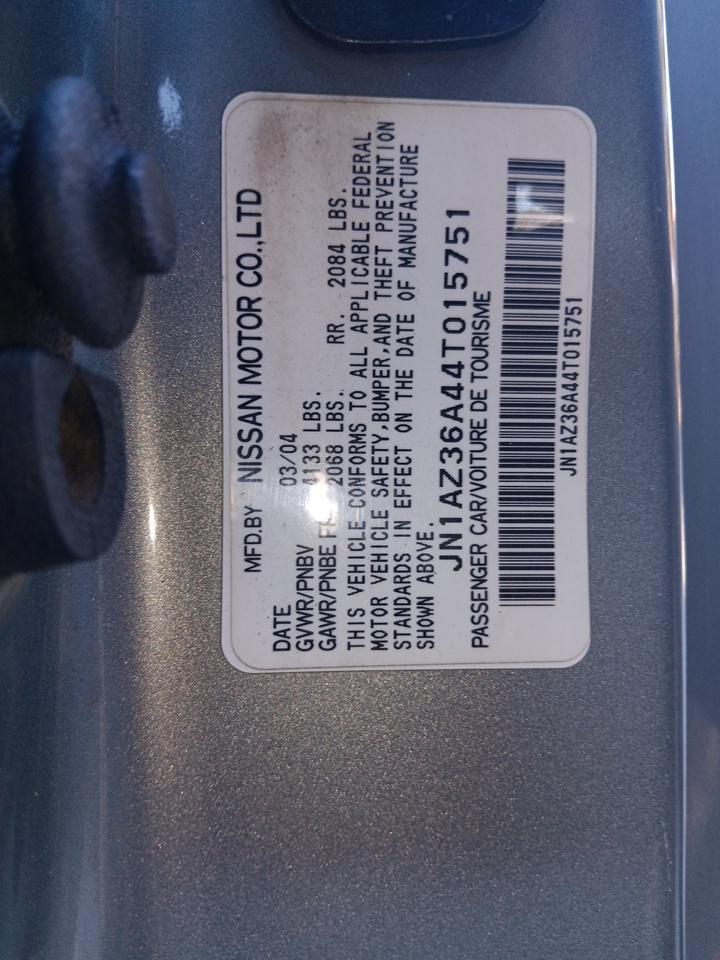 MFD.BY NISSAN MOTOR CO.,LTD
DATE 03/04
GVWR/PNBV 4133 LBS.
GAWR/PNBE FR. 2068 LBS. RR. 2084 LBS.
THIS VEHICLE CONFORMS TO ALL APPLICABLE FEDERAL
MOTOR VEHICLE SAFETY,BUMPER,AND THEFT PREVENTION
STANDARDS IN EFFECT ON THE DATE OF MANUFACTURE
SHOWN ABOVE.
JN1AZ36A44T015751
PASSENGER CAR/VOITURE DE TOURISME
JN1AZ36A44T015751